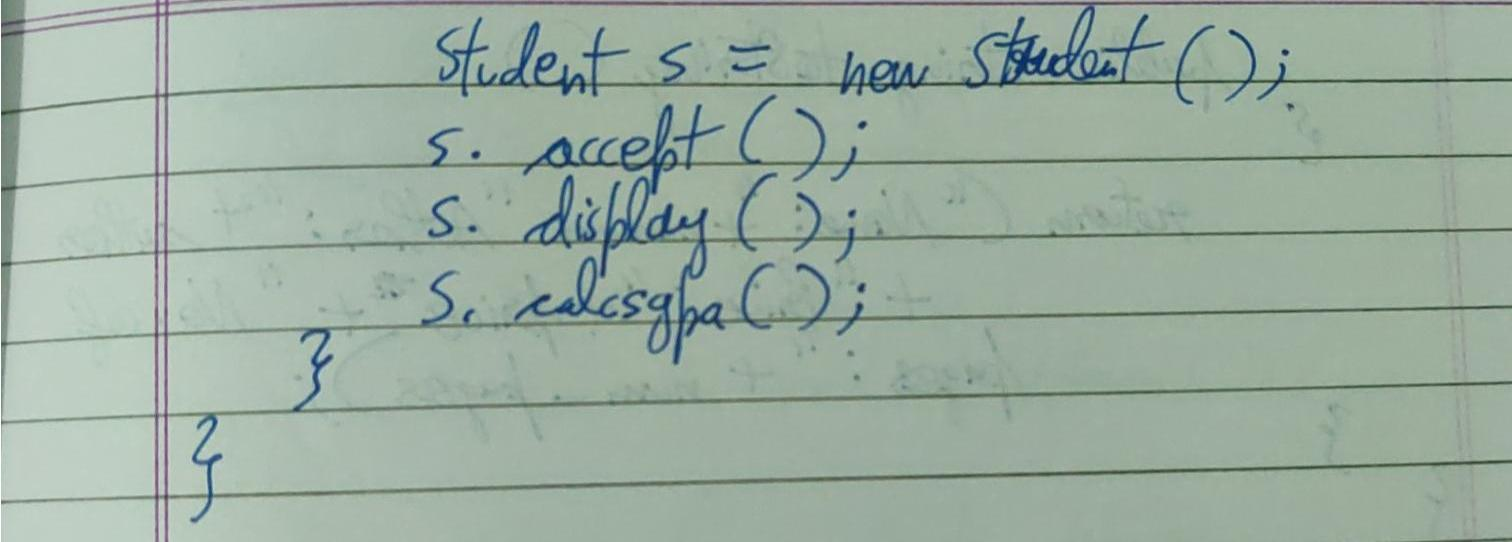 Student s = new Student();
s. accept();
s. display();
s. calcsgpa();
}
}